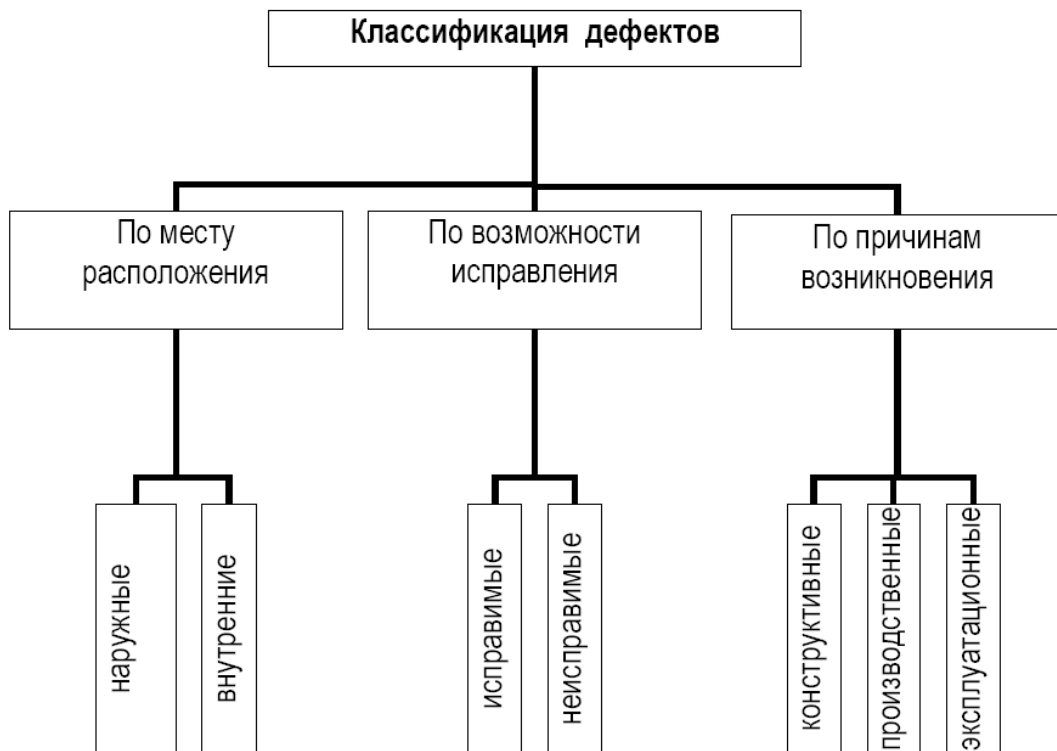 Классификация дефектов
По месту
расположения
По возможности
исправления
По причинам
возникновения
наружные
внутренние
исправимые
неисправимые
конструктивные
производственные
эксплуатационные